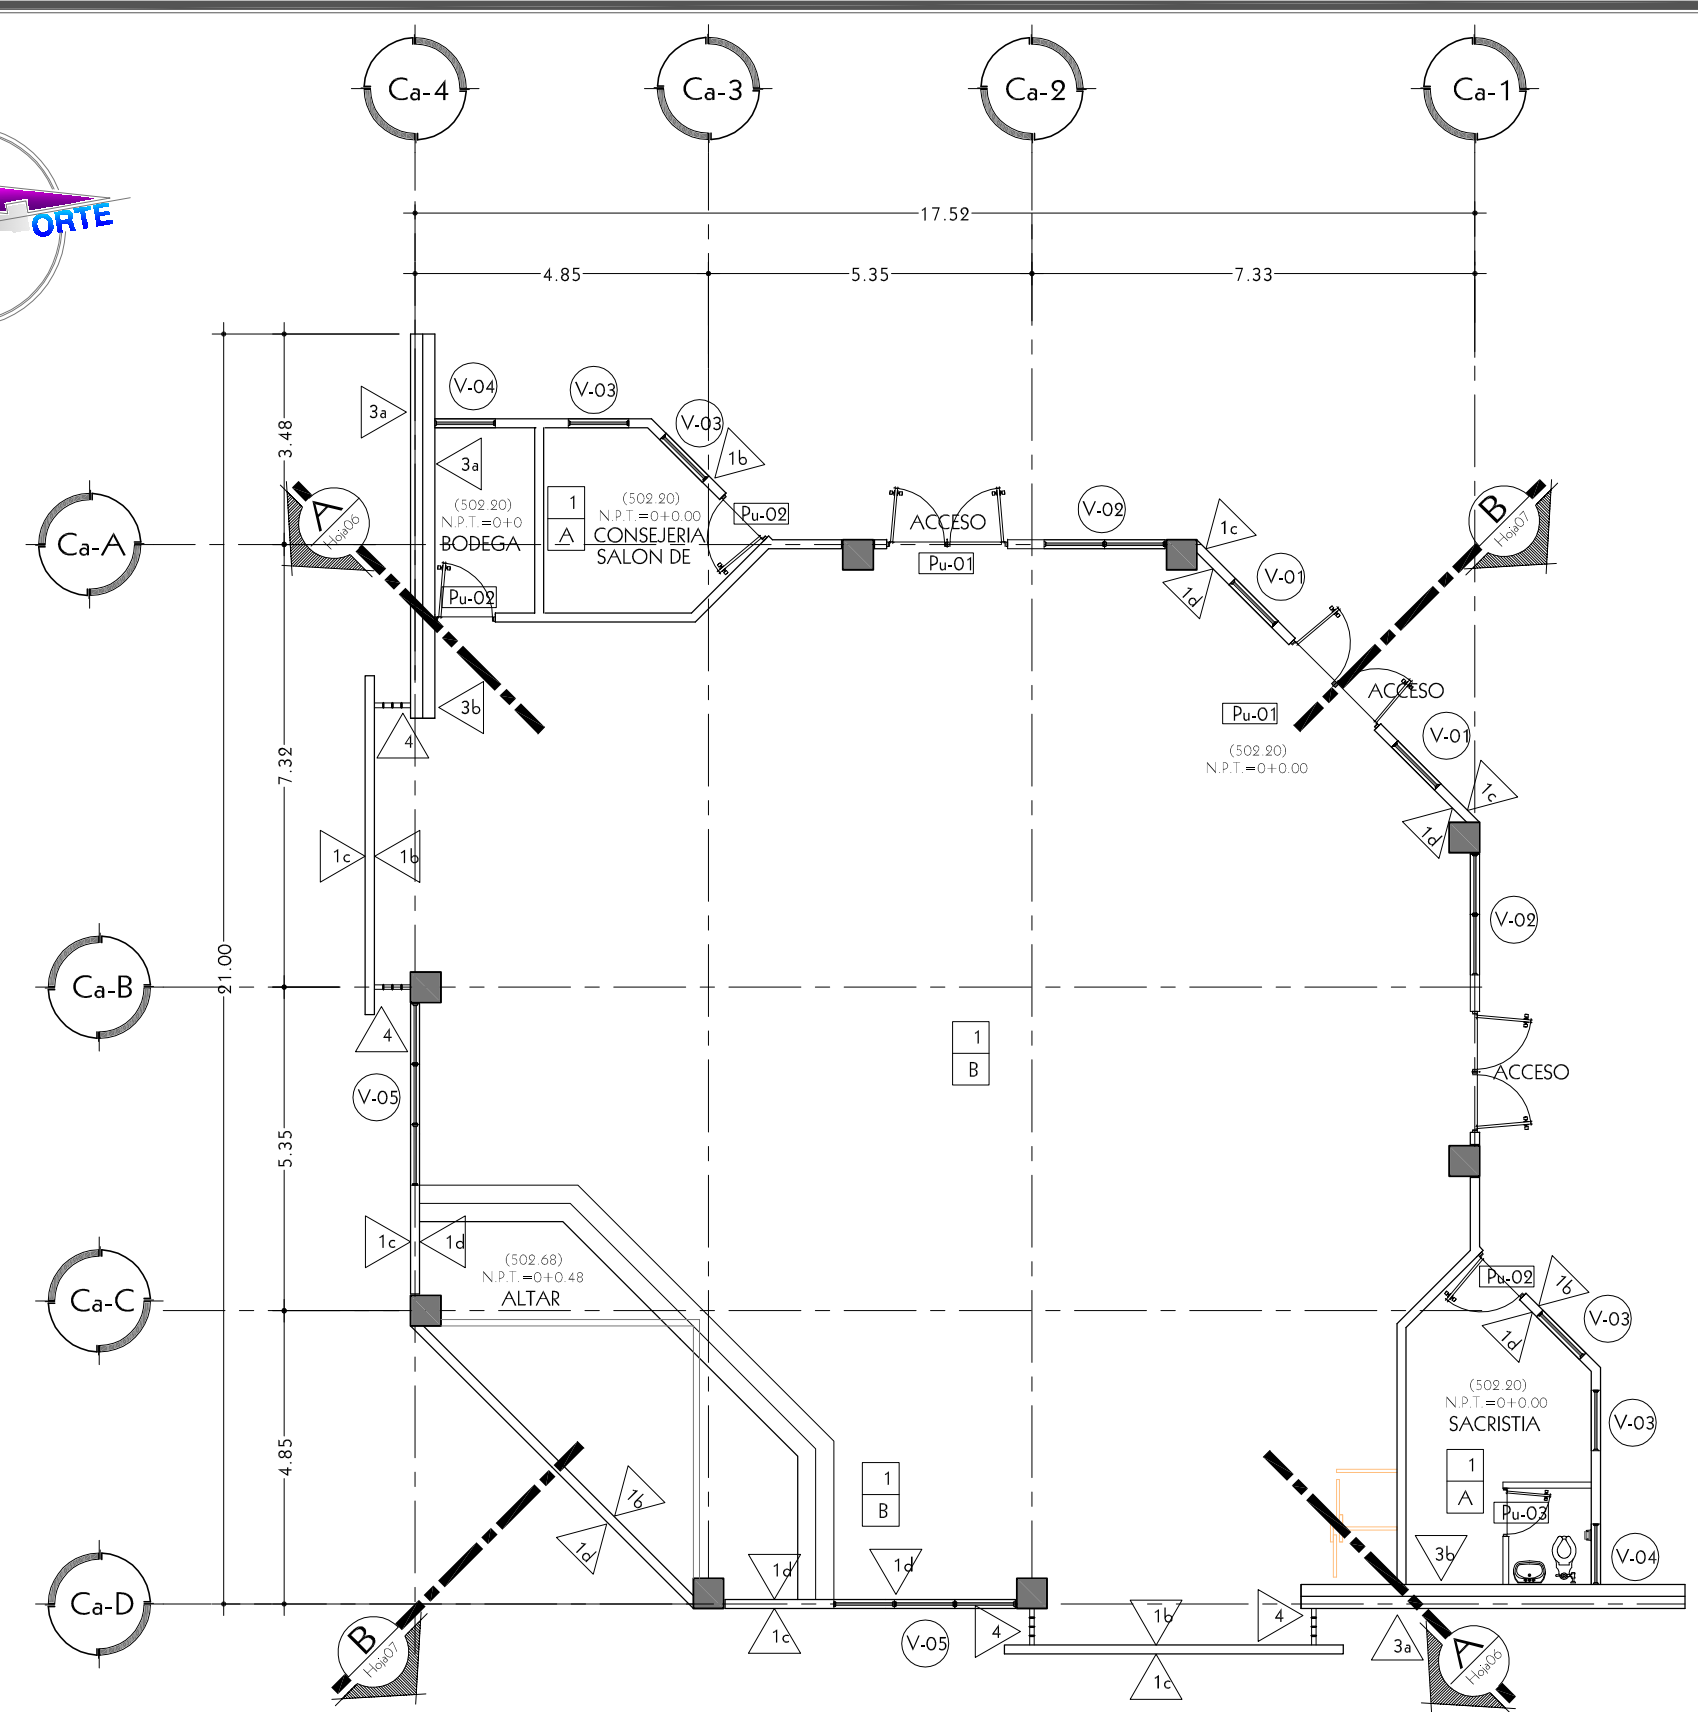 Ca-4
Ca-3
Ca-2
Ca-1
ORTE
17.52
4.85
5.35
7.33
V-04
V-03
V-03
3a
3a
1b
3.48
(502.20)
N.P.T.=0+0
BODEGA
1
A
(502.20)
N.P.T.=0+0.00
CONSEJERIA
SALON DE
Pu-02
ACCESO
Pu-01
V-02
1c
1d
V-01
B
Hoja07
A
Hoja06
Ca-A
Pu-02
3b
4
7.32
ACCESO
Pu-01
(502.20)
N.P.T.=0+0.00
V-01
1c
1d
1c
1b
V-02
21.00
Ca-B
4
1
B
ACCESO
V-05
5.35
1c
1d
(502.68)
N.P.T.=0+0.48
ALTAR
Ca-C
Pu-02
1b
V-03
1d
(502.20)
N.P.T.=0+0.00
SACRISTIA
V-03
4.85
1
A
1
B
1b
1d
Pu-03
3b
V-04
1d
1d
Ca-D
1c
V-05
4
1b
4
3a
1c
B
Hoja07
A
Hoja06